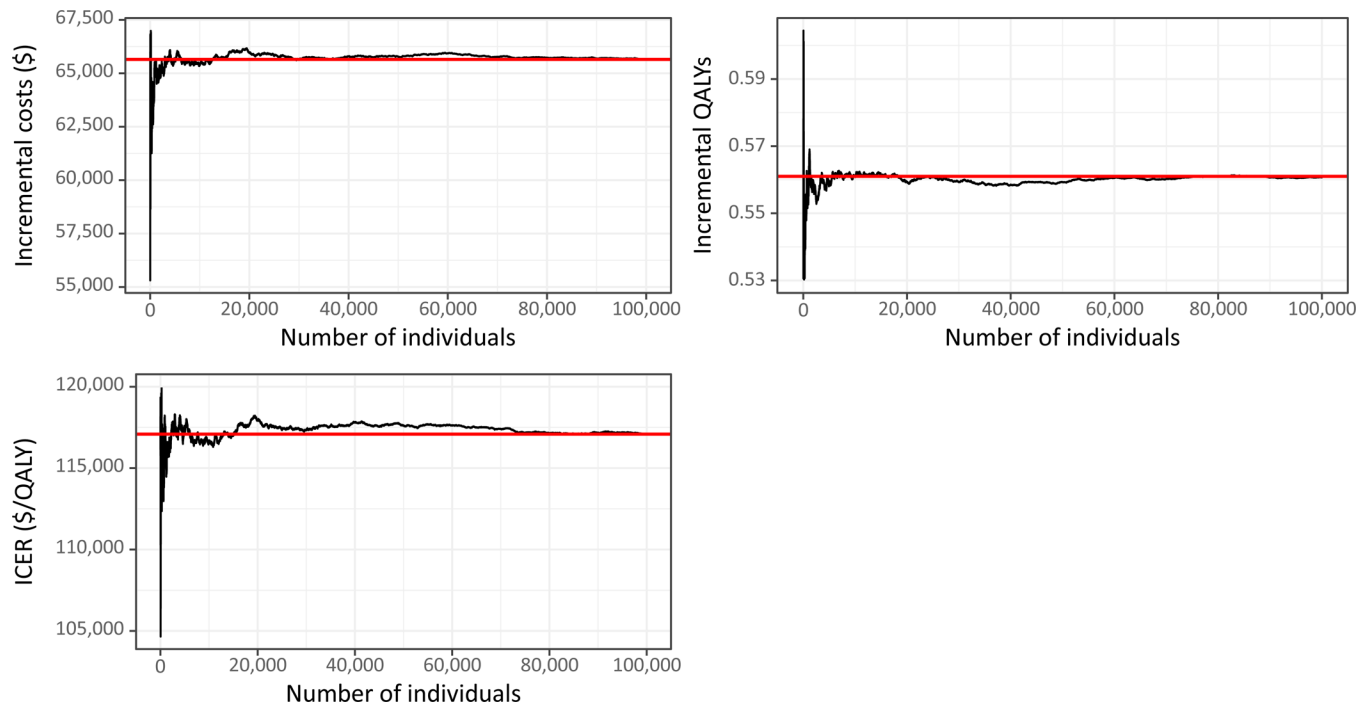 Incremental costs ($)
67,500
65,000
62,500
60,000
57,500
55,000
0 20,000 40,000 60,000 80,000 100,000
Number of individuals
Incremental QALYs
0.59
0.57
0.55
0.53
0 20,000 40,000 60,000 80,000 100,000
Number of individuals
ICER ($/QALY)
120,000
115,000
110,000
105,000
0 20,000 40,000 60,000 80,000 100,000
Number of individuals